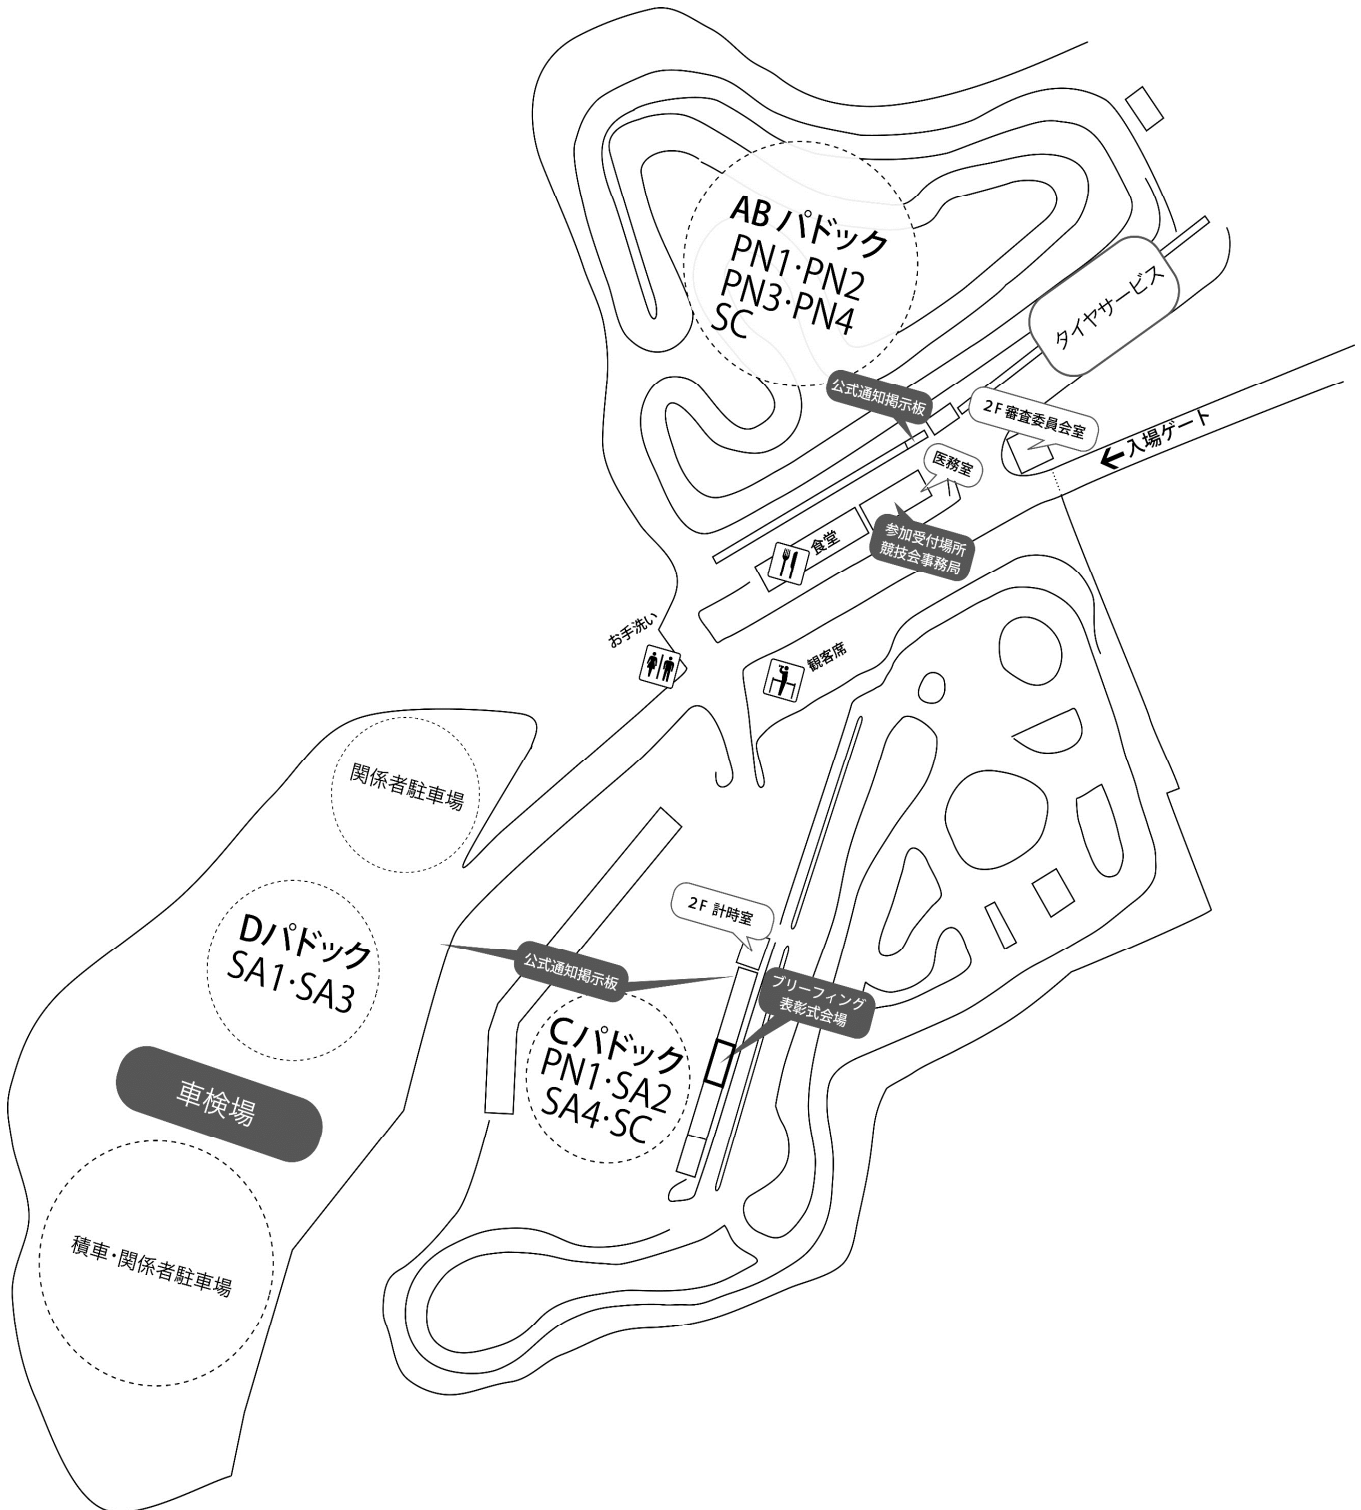 AB パドック
PN1・PN2
PN3・PN4
SC
タイヤサービス
公式通知掲示板
2F 審査委員会室
←入場ゲート
医務室
参加受付場所
競技会事務局
食堂
お手洗い
観客席
関係者駐車場
2F 計時室
Dパドック
SA1・SA3
公式通知掲示板
ブリーフィング
表彰式会場
Cパドック
PN1・SA2
SA4・SC
車検場
積車・関係者駐車場